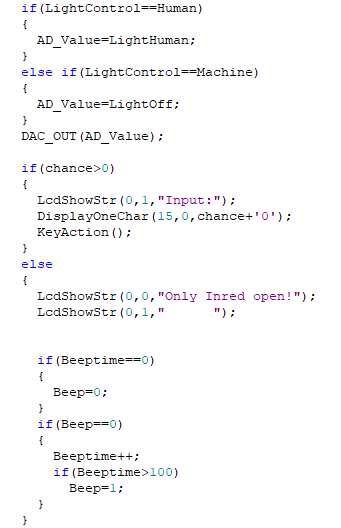 if(LightControl==Human)
{
AD_Value=LightHuman;
}
else if(LightControl==Machine)
{
AD_Value=LightOff;
}
DAC_OUT(AD_Value);
if(chance>0)
{
LcdShowStr(0,1,"Input:");
DisplayOneChar(15,0,chance+'0');
KeyAction();
}
else
{
LcdShowStr(0,0,"Only Inred open!");
LcdShowStr(0,1,"       ");
if(Beeptime==0)
{
Beep=0;
}
if(Beep==0)
{
Beeptime++;
if(Beeptime>100)
Beep=1;
}
}